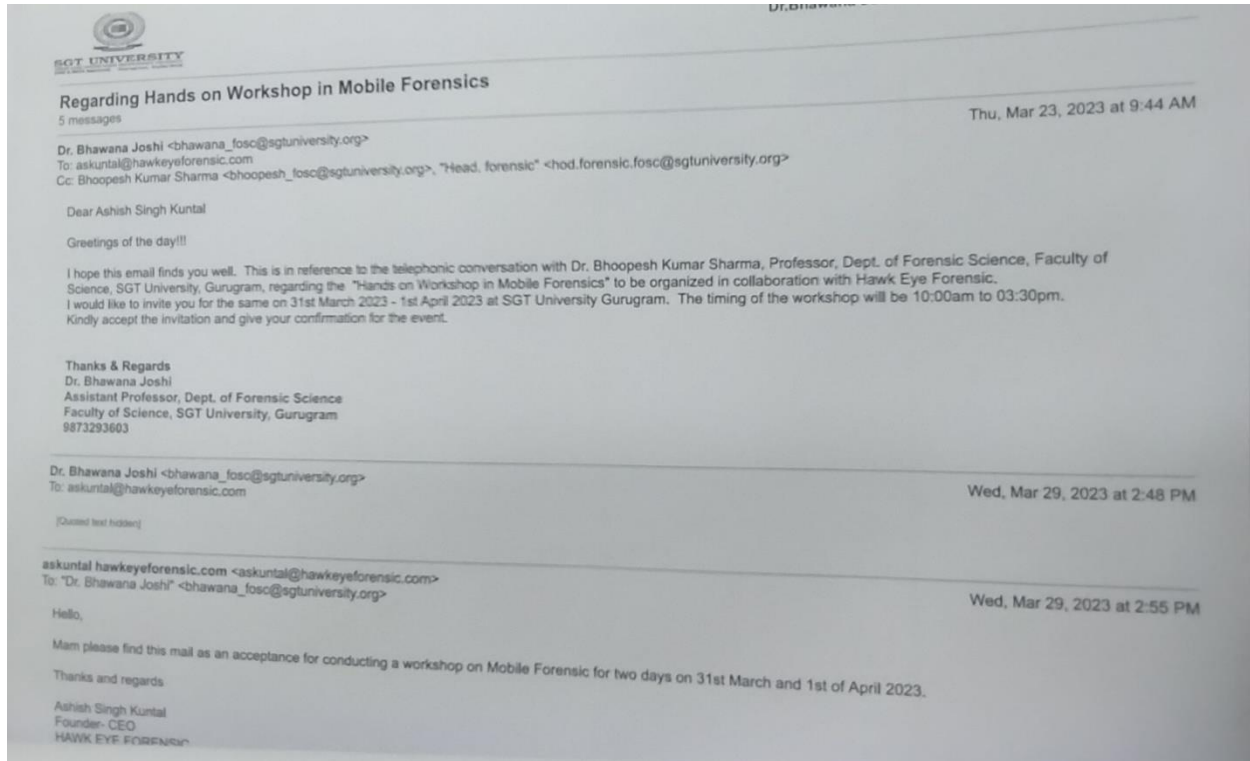 SGT UNIVERSITY
Regarding Hands on Workshop in Mobile Forensics
5 messages
Dr. Bhawana Joshi <bhawana_fosc@sgtuniversity.org>
Thu, Mar 23, 2023 at 9:44 AM
To: askuntal@hawkeyeforensic.com
Cc: Bhoopesh Kumar Sharma <bhoopesh_fosc@sgtuniversity.org>, "Head. forensic" <hod.forensic.fosc@sgtuniversity.org>
Dear Ashish Singh Kuntal
Greetings of the day!!!
I hope this email finds you well. This is in reference to the telephonic conversation with Dr. Bhoopesh Kumar Sharma, Professor, Dept. of Forensic Science, Faculty of
Science, SGT University, Gurugram, regarding the "Hands on Workshop in Mobile Forensics" to be organized in collaboration with Hawk Eye Forensic.
I would like to invite you for the same on 31st March 2023 - 1st April 2023 at SGT University Gurugram. The timing of the workshop will be 10:00am to 03:30pm.
Kindly accept the invitation and give your confirmation for the event.
Thanks & Regards
Dr. Bhawana Joshi
Assistant Professor, Dept. of Forensic Science
Faculty of Science, SGT University, Gurugram
9873293603
Dr. Bhawana Joshi <bhawana_fosc@sgtuniversity.org>
Wed, Mar 29, 2023 at 2:48 PM
To: askuntal@hawkeyeforensic.com
[Quoted text hidden]
askuntal hawkeyeforensic.com <askuntal@hawkeyeforensic.com>
Wed, Mar 29, 2023 at 2:55 PM
To: "Dr. Bhawana Joshi" <bhawana_fosc@sgtuniversity.org>
Hello,
Mam please find this mail as an acceptance for conducting a workshop on Mobile Forensic for two days on 31st March and 1st of April 2023.
Thanks and regards
Ashish Singh Kuntal
Founder- CEO
HAWK EYE FORENSIC